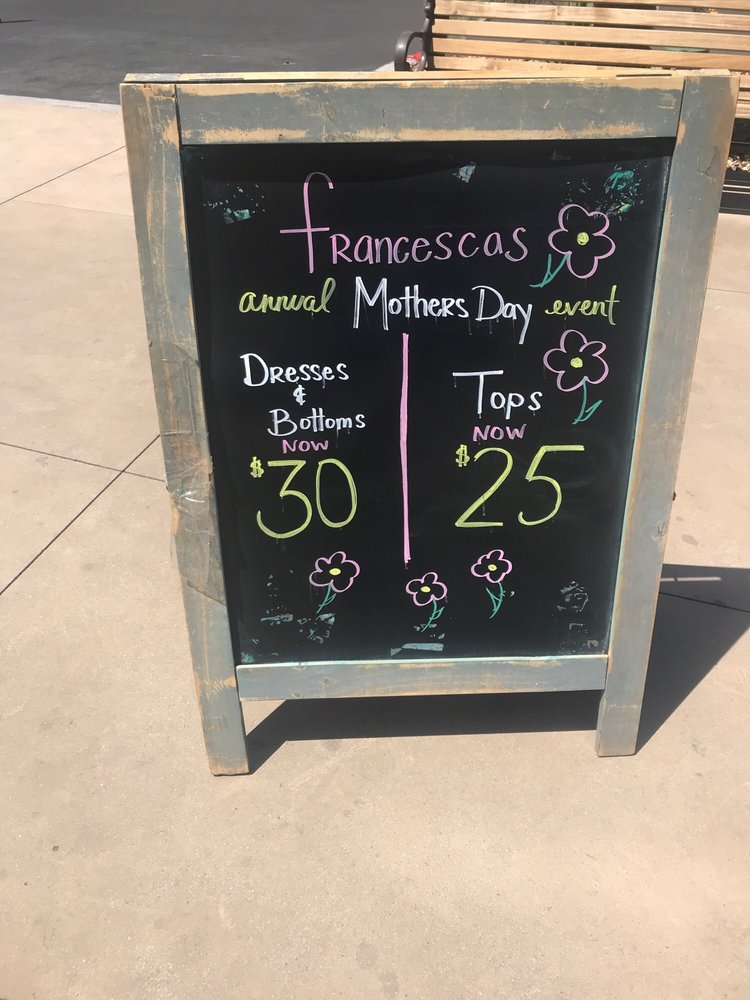 francescas
annual Mothers Day event
Dresses
&
Bottoms
NOW
$30
Tops
NOW
$25